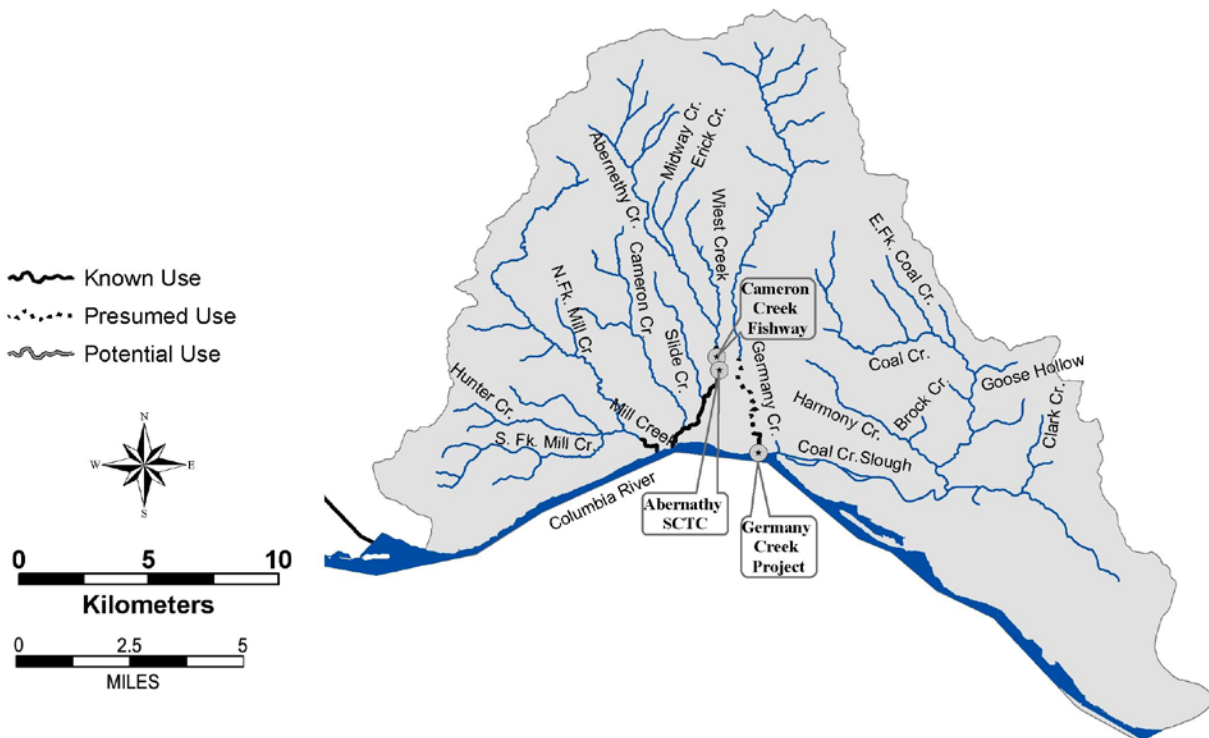 Known Use
Presumed Use
Potential Use
N
W
E
S
0
5
10
Kilometers
0
2.5
5
MILES
Abernethy Cr.
Midway Cr.
Erick Cr.
Wiest Creek
Cameron Cr.
N.Fk. Mill Cr.
Slide Cr.
Hunter Cr.
Mill Creek
S. Fk. Mill Cr.
Columbia River
Cameron
Creek
Fishway
Germany Cr.
E.Fk. Coal Cr.
Coal Cr.
Goose Hollow
Brock Cr.
Harmony Cr.
Clark Cr.
Coal Cr.Slough
Abernathy
SCTC
Germany
Creek
Project